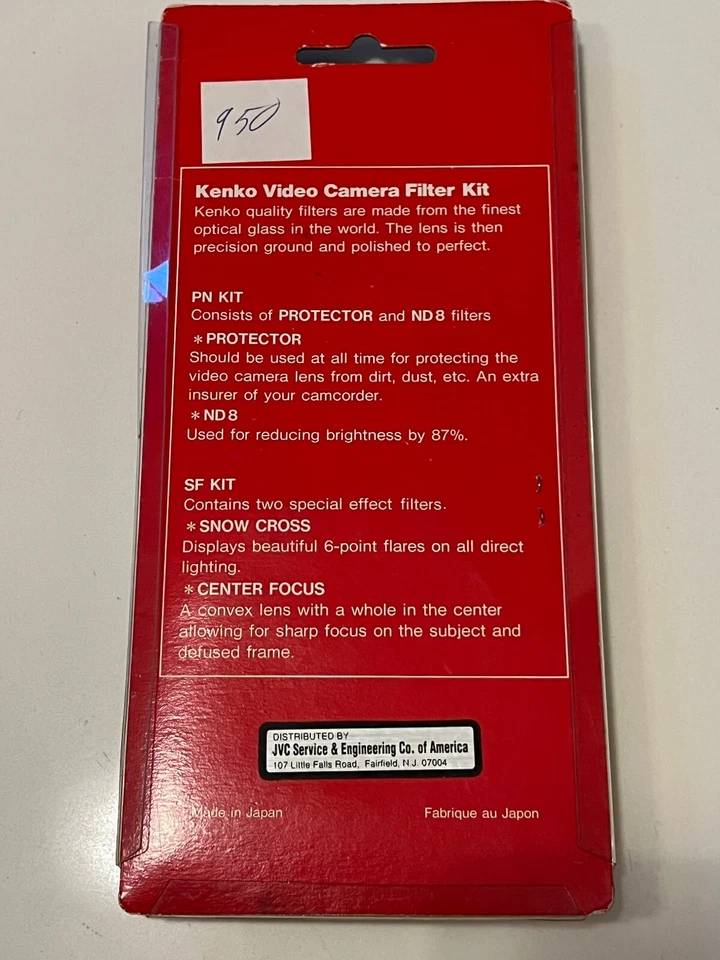 950
Kenko Video Camera Filter Kit
Kenko quality filters are made from the finest
optical glass in the world. The lens is then
precision ground and polished to perfect.
PN KIT
Consists of PROTECTOR and ND8 filters
*PROTECTOR
Should be used at all time for protecting the
video camera lens from dirt, dust, etc. An extra
insurer of your camcorder.
*ND8
Used for reducing brightness by 87%.
SF KIT
Contains two special effect filters.
*SNOW CROSS
Displays beautiful 6-point flares on all direct
lighting.
*CENTER FOCUS
A convex lens with a whole in the center
allowing for sharp focus on the subject and
defused frame.
DISTRIBUTED BY
JVC Service & Engineering Co. of America
107 Little Falls Road, Fairfield, N.J. 07004
Made in Japan Fabrique au Japon